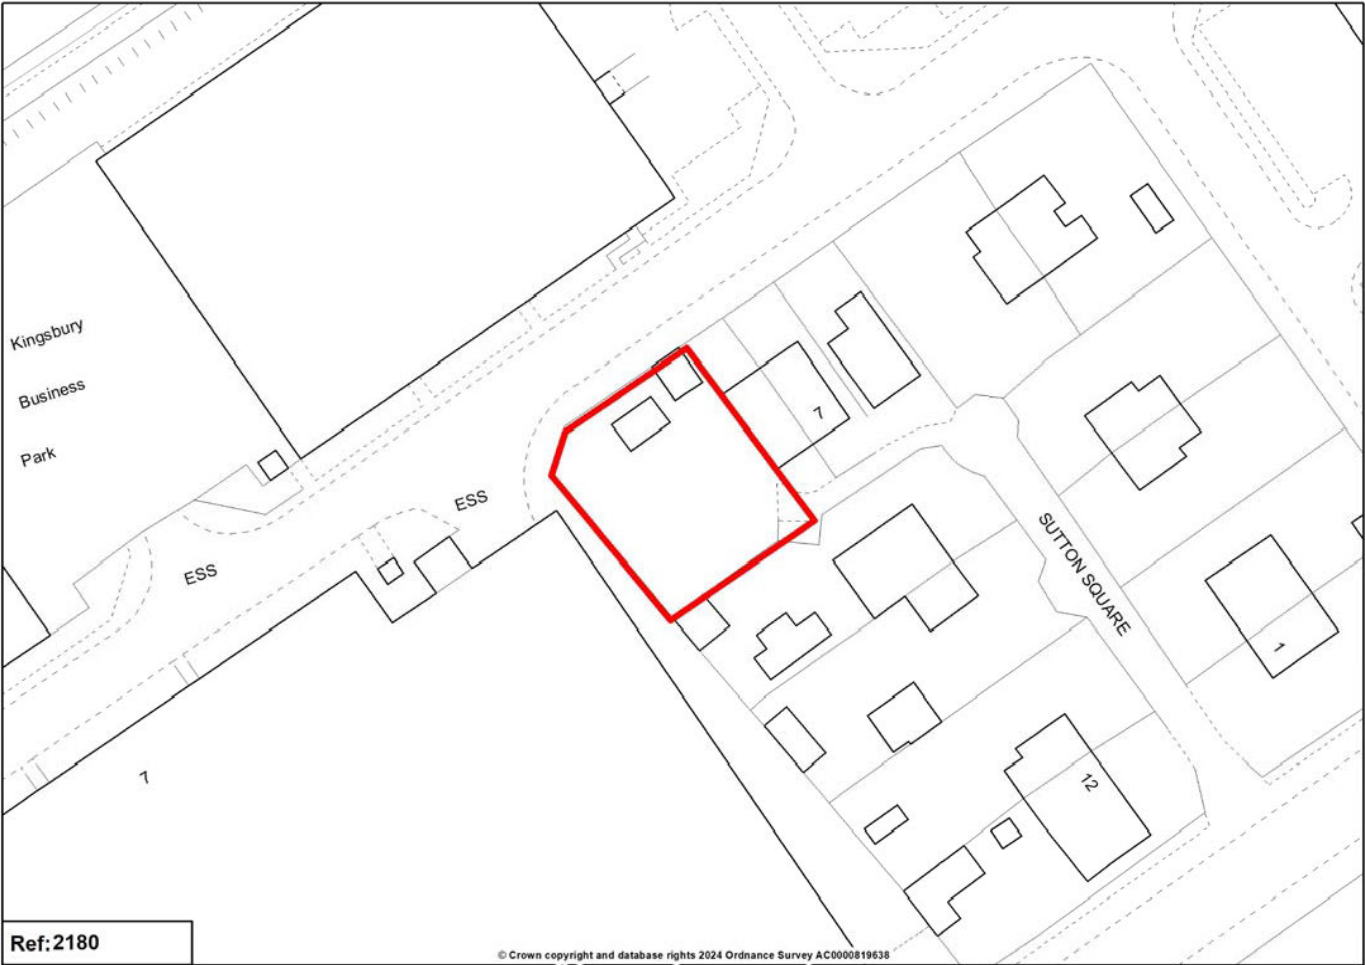 Kingsbury
Business
Park
ESS
ESS
7
7
SUTTON SQUARE
1
12
Ref:2180
© Crown copyright and database rights 2024 Ordnance Survey AC0000819638